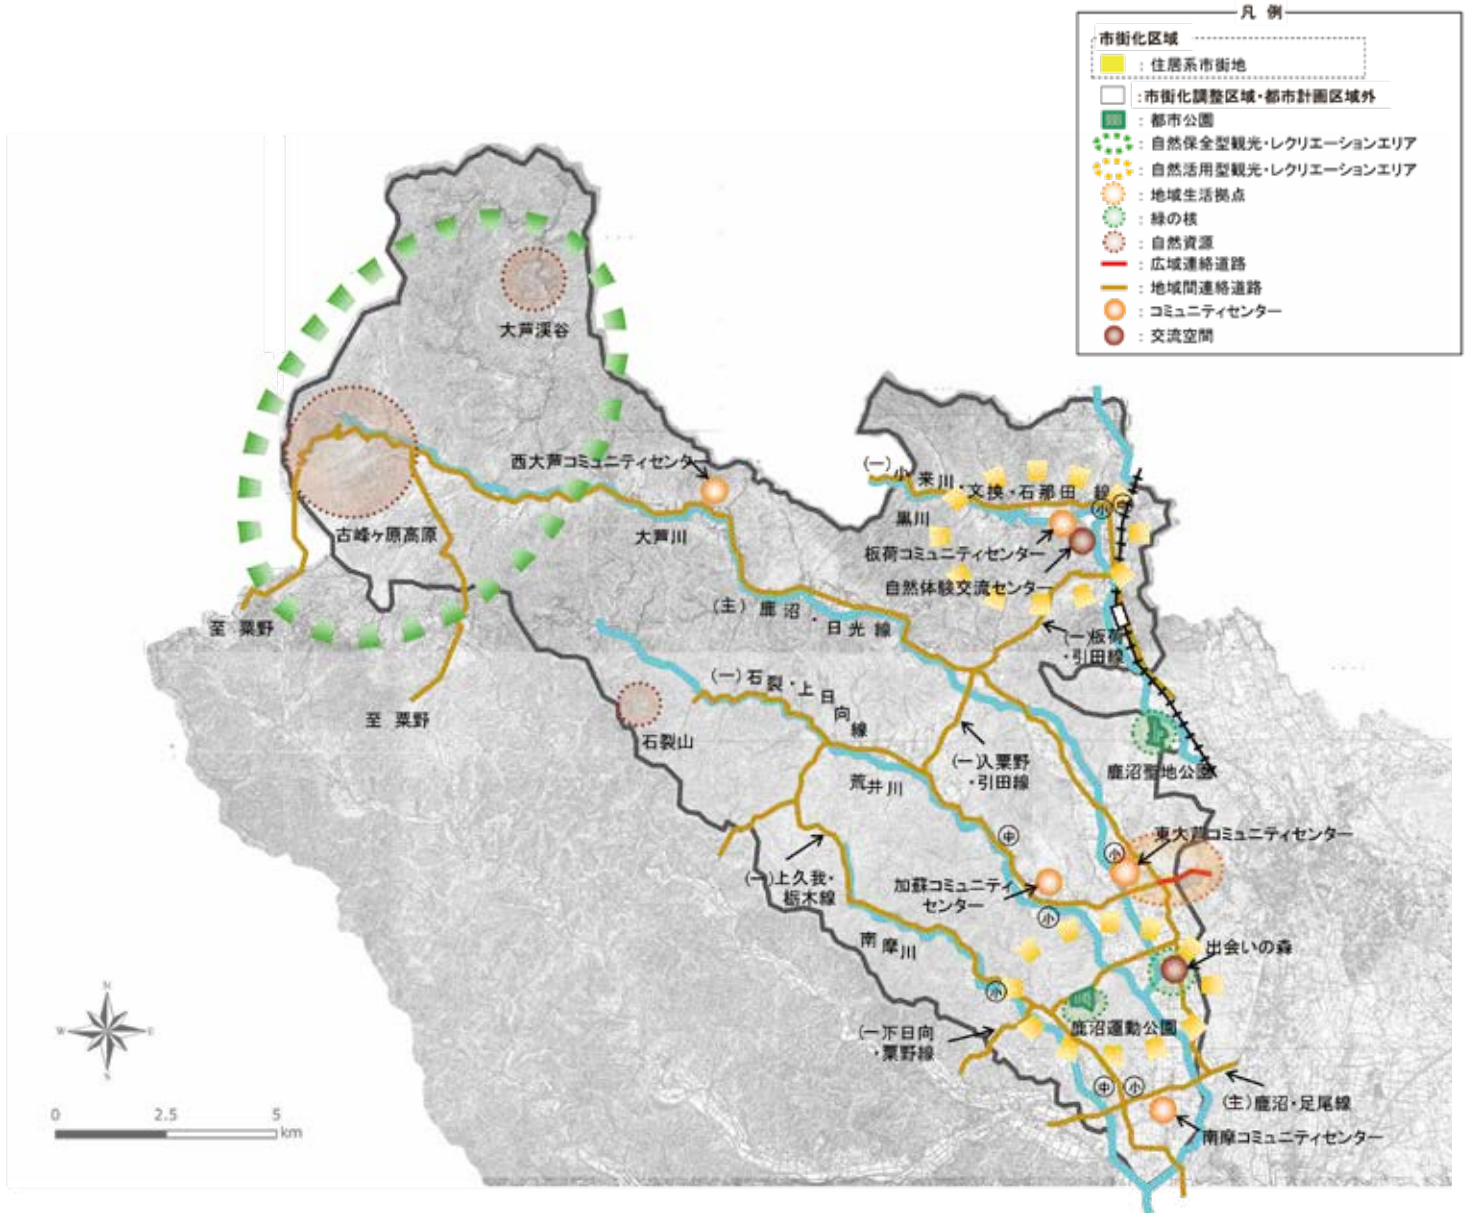 凡 例
市街化区域
：住居系市街地
：市街化調整区域・都市計画区域外
：都市公園
：自然保全型観光・レクリエーションエリア
：自然活用型観光・レクリエーションエリア
：地域生活拠点
：緑の核
：自然資源
：広域連絡道路
：地域間連絡道路
：コミュニティセンター
：交流空間
大芦渓谷
西大芦コミュニティセンター
(一)小来川・文挟・石那田線
小
中
黒川
古峰ヶ原高原
大芦川
板荷コミュニティセンター
自然体験交流センター
(主)鹿沼・日光線
至 粟野
(一)板荷
・引田線
(一)石裂・上日向線
至 粟野
石裂山
(一)入粟野
・引田線
鹿沼聖地公園
荒井川
中
小
東大芦コミュニティセンター
(一)上久我・
栃木線
加蘇コミュニティ
センター
小
南摩川
出会いの森
小
鹿沼運動公園
(一)下日向
・粟野線
中
小
(主)鹿沼・足尾線
南摩コミュニティセンター
N
W
E
S
0 2.5 5
km